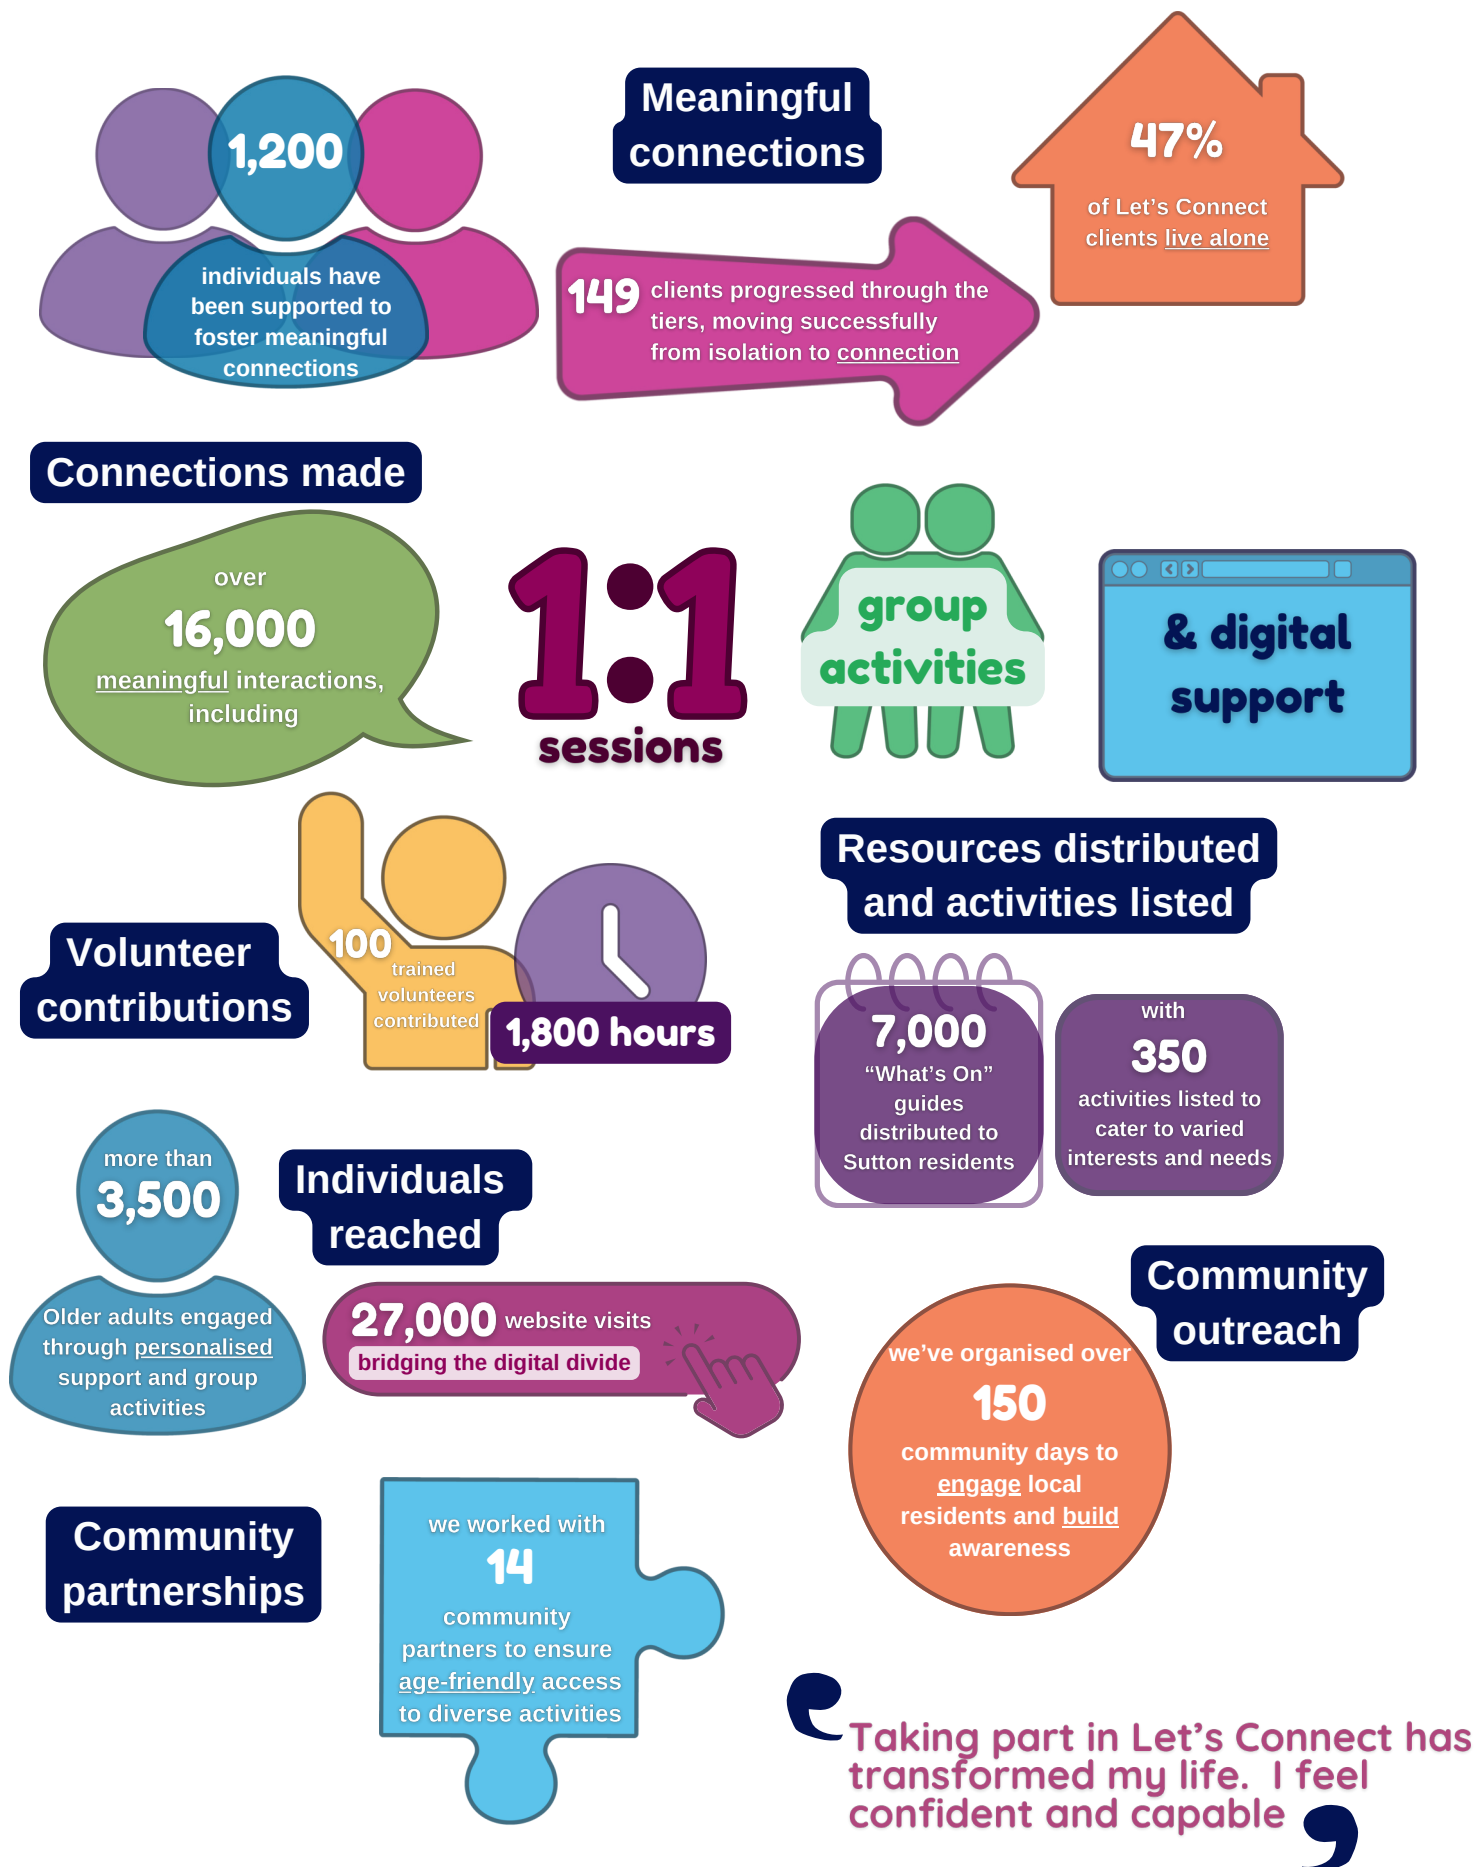 1,200
individuals have
been supported to
foster meaningful
connections
Meaningful
connections
149 clients progressed through the
tiers, moving successfully
from isolation to connection
47%
of Let’s Connect
clients live alone
Connections made
over
16,000
meaningful interactions,
including
1:1
sessions
group
activities
& digital
support
Volunteer
contributions
100
trained
volunteers
contributed
1,800 hours
Resources distributed
and activities listed
7,000
“What’s On”
guides
distributed to
Sutton residents
with
350
activities listed to
cater to varied
interests and needs
more than
3,500
Older adults engaged
through personalised
support and group
activities
Individuals
reached
27,000 website visits
bridging the digital divide
Community
outreach
we’ve organised over
150
community days to
engage local
residents and build
awareness
Community
partnerships
we worked with
14
community
partners to ensure
age-friendly access
to diverse activities
‘Taking part in Let’s Connect has
transformed my life. I feel
confident and capable’